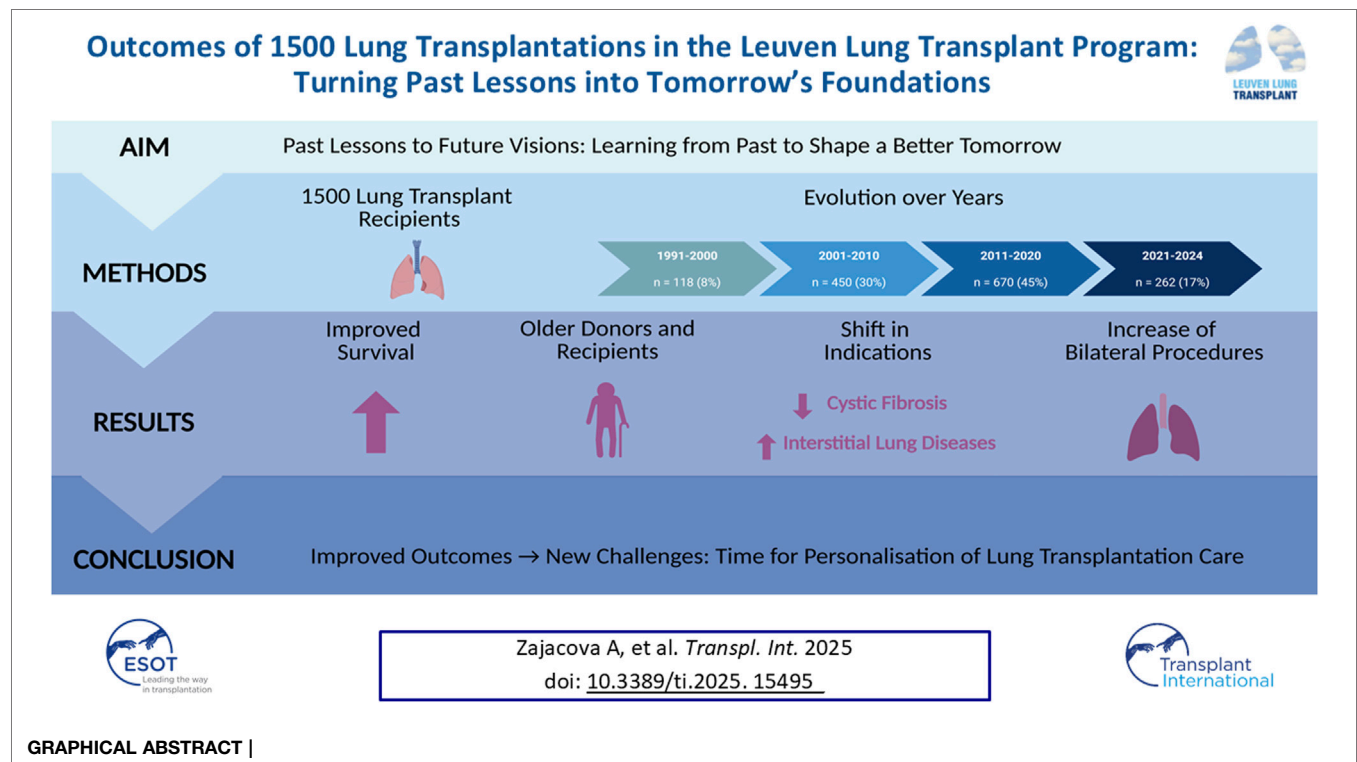 Outcomes of 1500 Lung Transplantations in the Leuven Lung Transplant Program:
Turning Past Lessons into Tomorrow's Foundations
LEUVEN LUNG
TRANSPLANT
AIM
Past Lessons to Future Visions: Learning from Past to Shape a Better Tomorrow
METHODS
1500 Lung Transplant
Recipients
Evolution over Years
1991-2000
n = 118 (8%)
2001-2010
n = 450 (30%)
2011-2020
n = 670 (45%)
2021-2024
n = 262 (17%)
RESULTS
Improved
Survival
Older Donors and
Recipients
Shift in
Indications
Cystic Fibrosis
Interstitial Lung Diseases
Increase of
Bilateral Procedures
CONCLUSION
Improved Outcomes → New Challenges: Time for Personalisation of Lung Transplantation Care
ESOT
Leading the way
in transplantation
Zajacova A, et al. Transpl. Int. 2025
doi: 10.3389/ti.2025. 15495
Transplant
International
GRAPHICAL ABSTRACT |